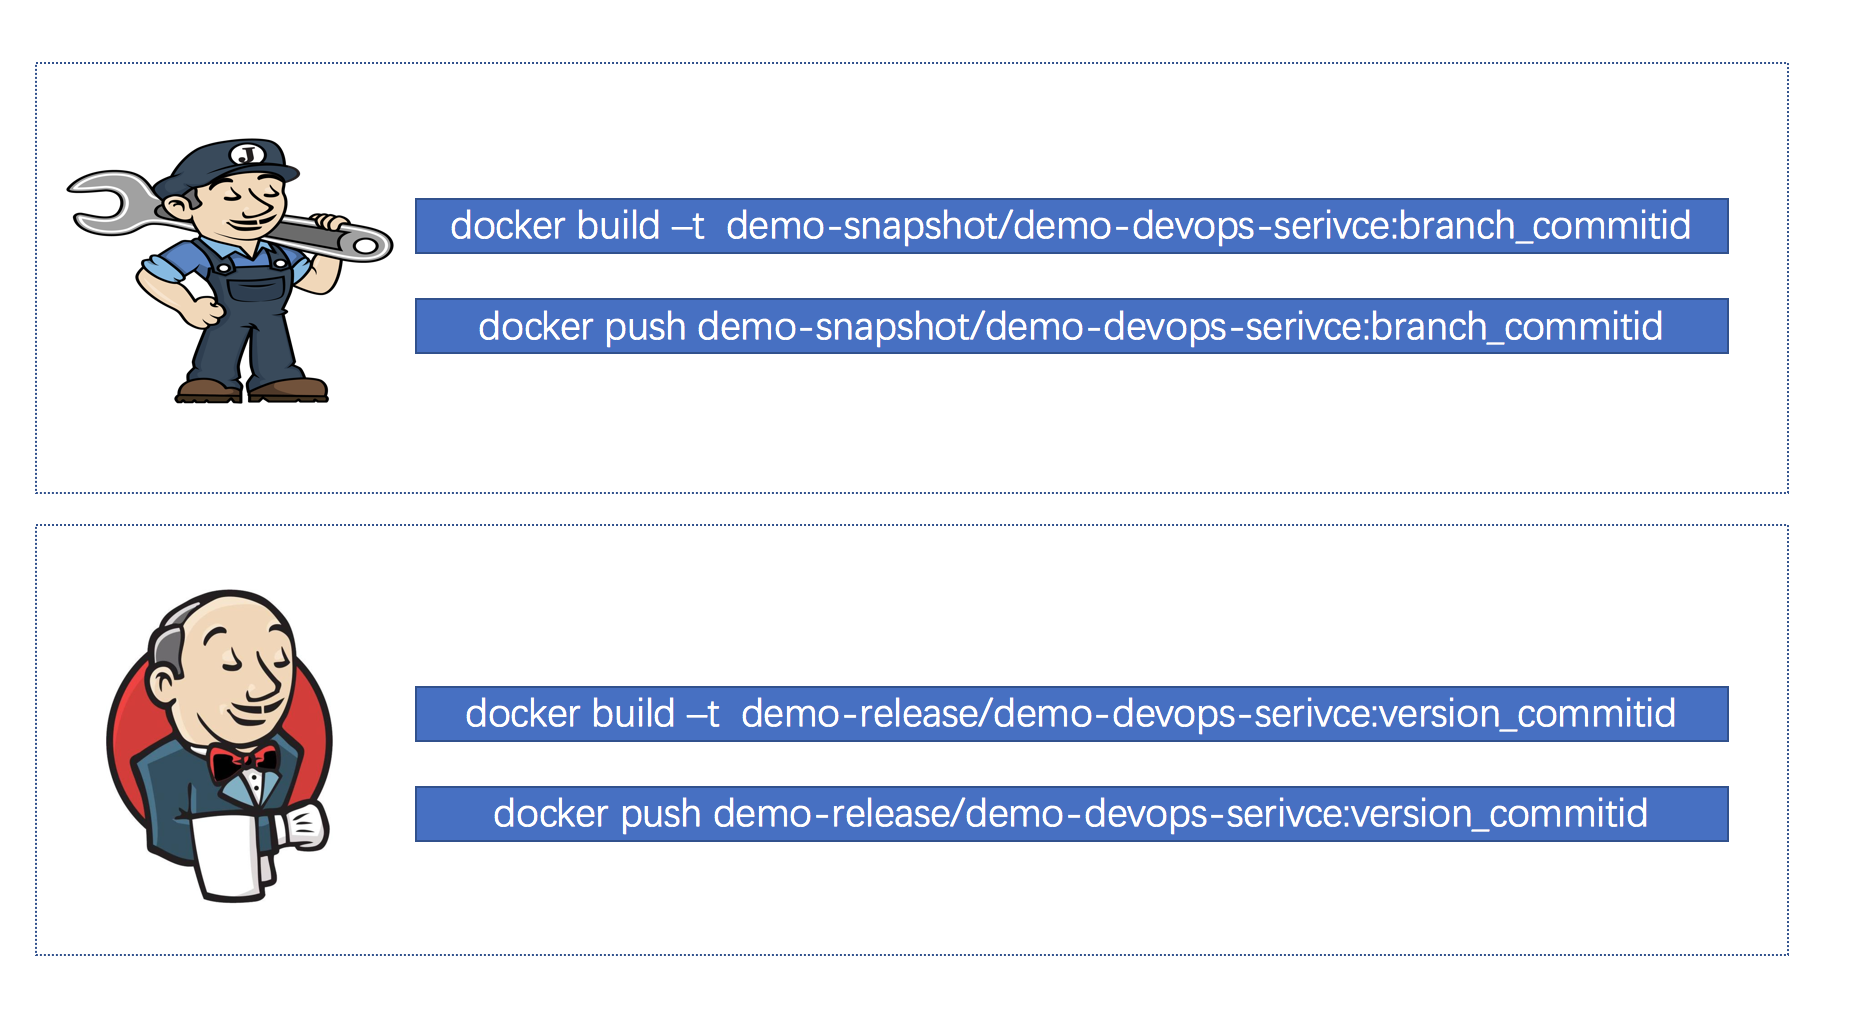 J
docker build –t  demo-snapshot/demo-devops-serivce:branch_commitid
docker push demo-snapshot/demo-devops-serivce:branch_commitid
docker build –t  demo-release/demo-devops-serivce:version_commitid
docker push demo-release/demo-devops-serivce:version_commitid